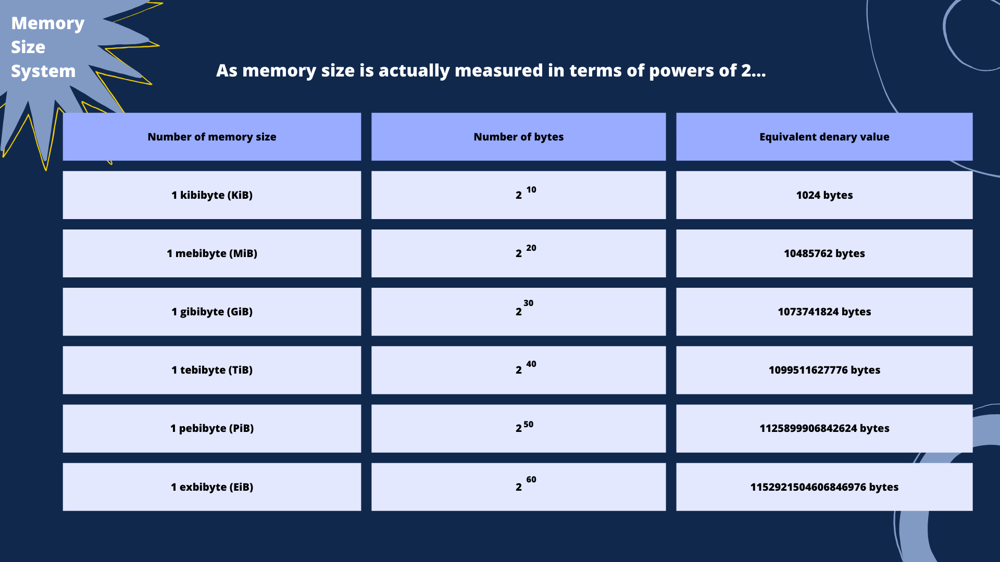 Memory
Size
System
As memory size is actually measured in terms of powers of 2...
Number of memory size Number of bytes Equivalent denary value
1 kibibyte (KiB) 2 10 1024 bytes
1 mebibyte (MiB) 2 20 10485762 bytes
1 gibibyte (GiB) 2 30 1073741824 bytes
1 tebibyte (TiB) 2 40 1099511627776 bytes
1 pebibyte (PiB) 2 50 1125899906842624 bytes
1 exbibyte (EiB) 2 60 1152921504606846976 bytes